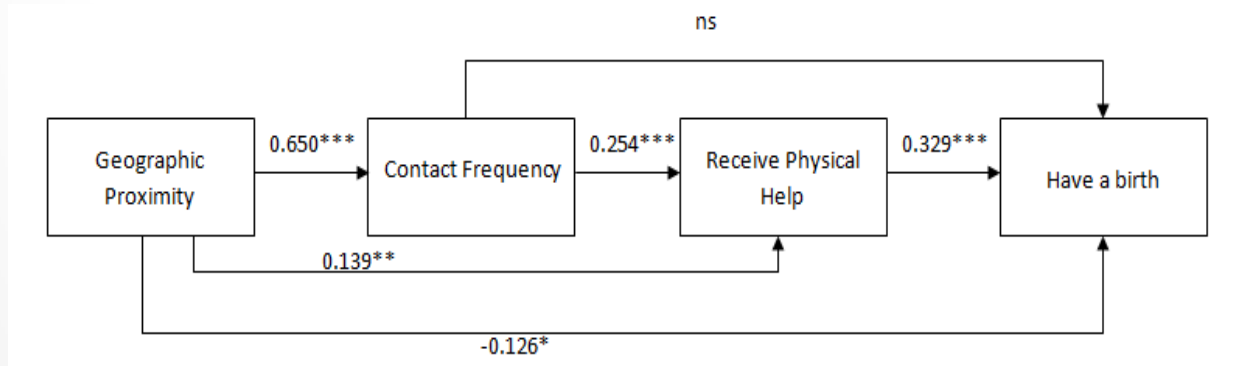 ns
0.650***
0.254***
0.329***
Geographic
Proximity
Contact Frequency
Receive Physical
Help
Have a birth
0.139**
-0.126*